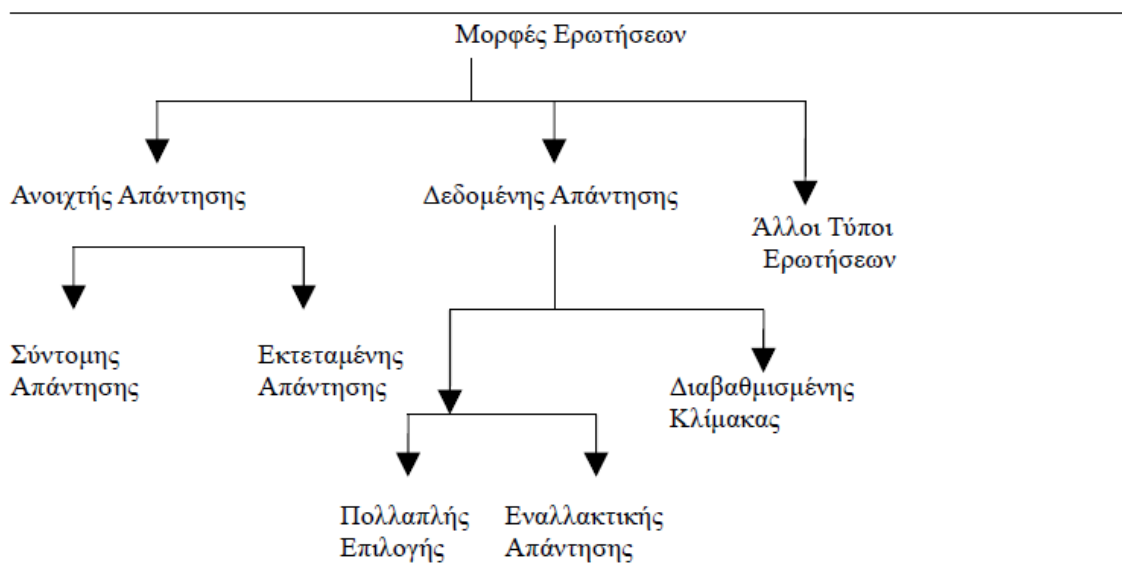 Μορφές Ερωτήσεων
Ανοιχτής Απάντησης
Δεδομένης Απάντησης
Άλλοι Τύποι
Ερωτήσεων
Σύντομης
Απάντησης
Εκτεταμένης
Απάντησης
Διαβαθμισμένης
Κλίμακας
Πολλαπλής
Επιλογής
Εναλλακτικής
Απάντησης